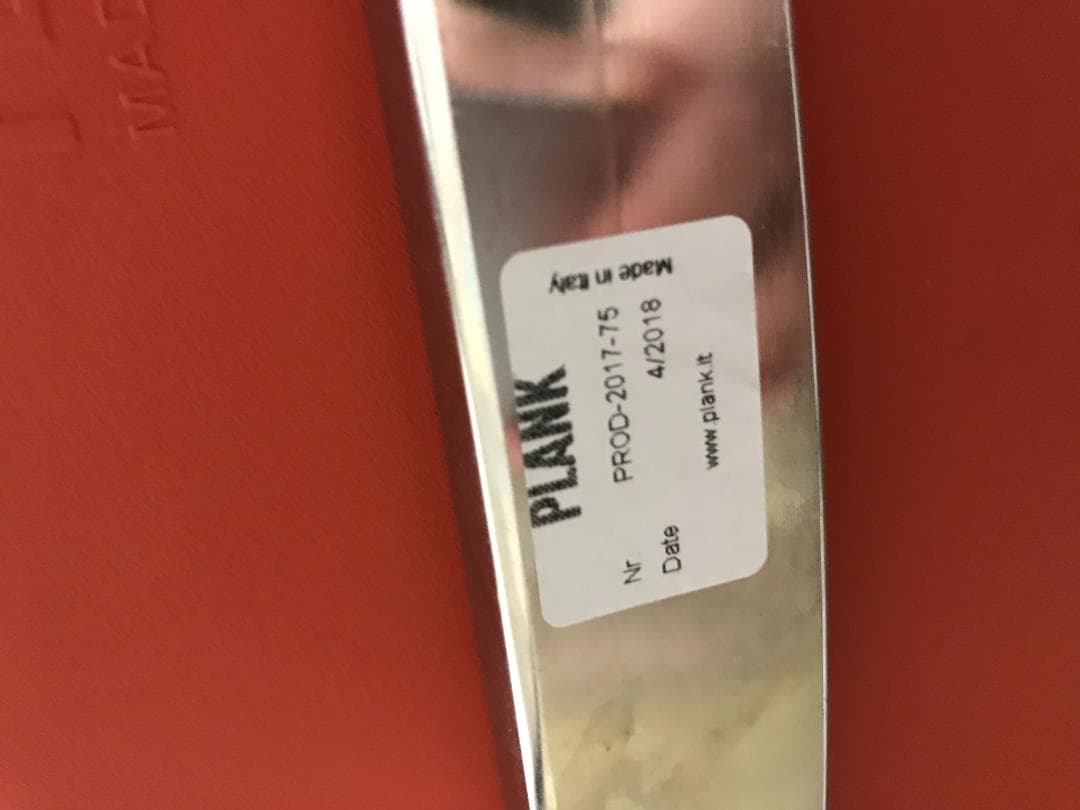 PLANK
Nr PROD-2017-75
Date 4/2018
www.plank.it
Made in Italy